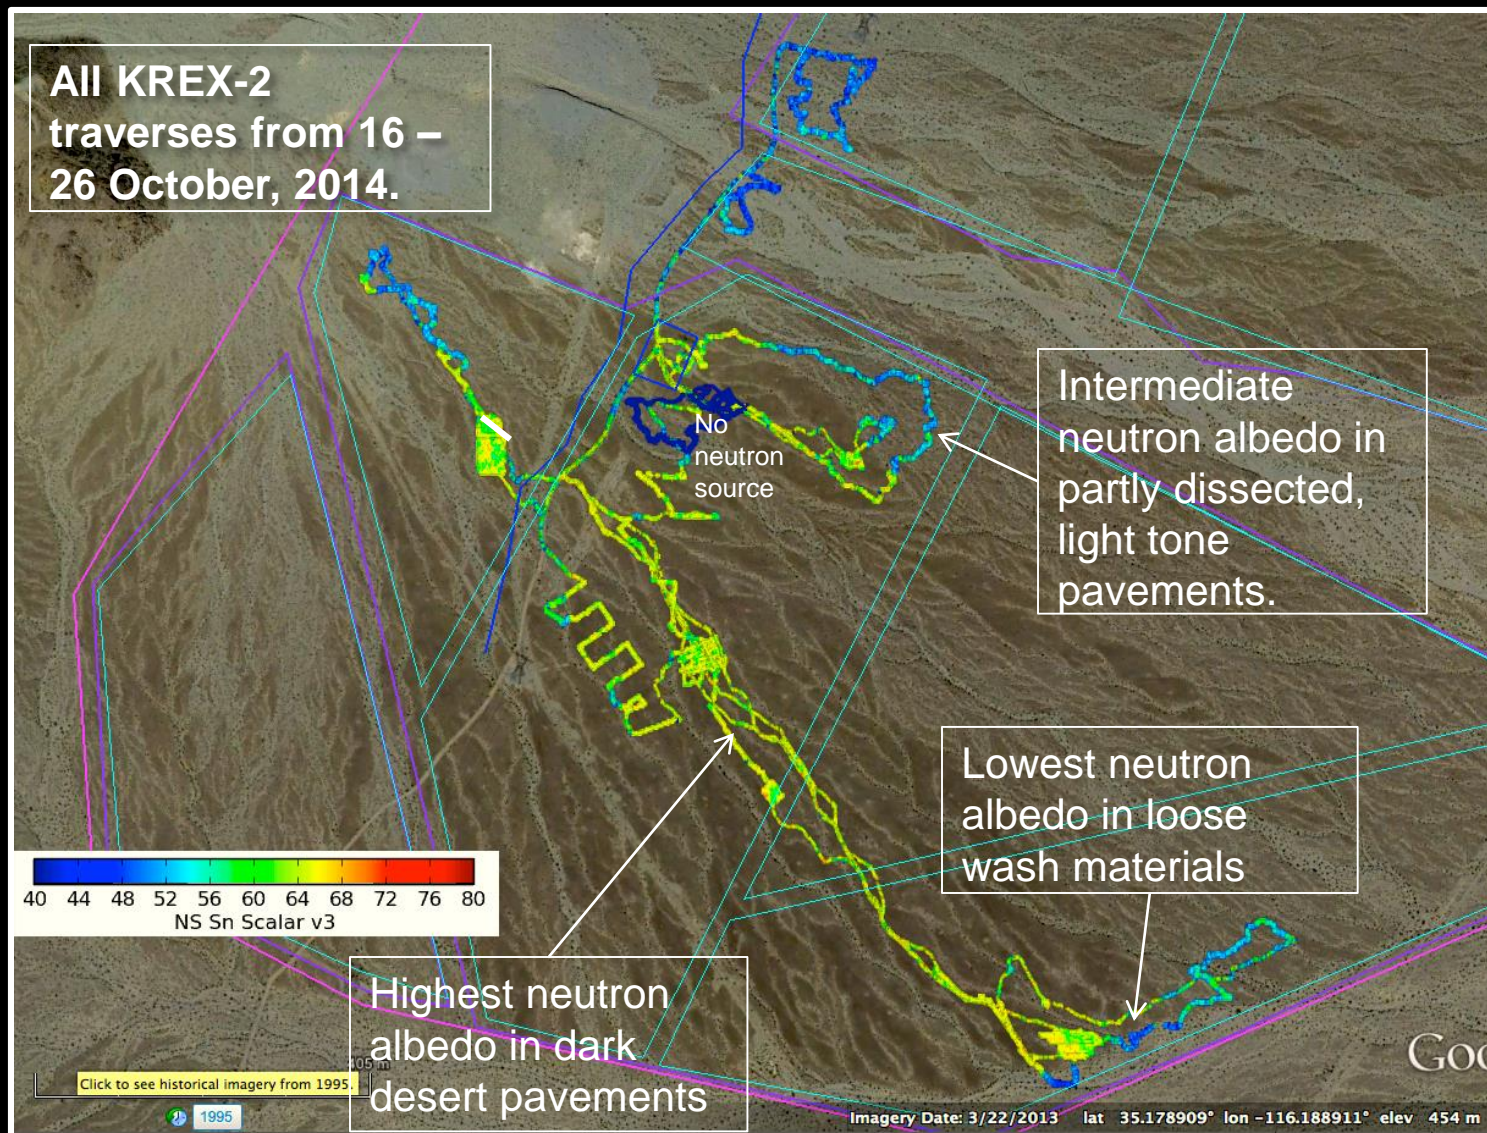 All KREX-2
traverses from 16 –
26 October, 2014.
No
neutron
source
Intermediate
neutron albedo in
partly dissected,
light tone
pavements.
Lowest neutron
albedo in loose
wash materials
40 44 48 52 56 60 64 68 72 76 80
NS Sn Scalar v3
Highest neutron
albedo in dark
desert pavements
405 m
Click to see historical imagery from 1995.
1995
Goo
Imagery Date: 3/22/2013 lat 35.178909° lon -116.188911° elev 454 m